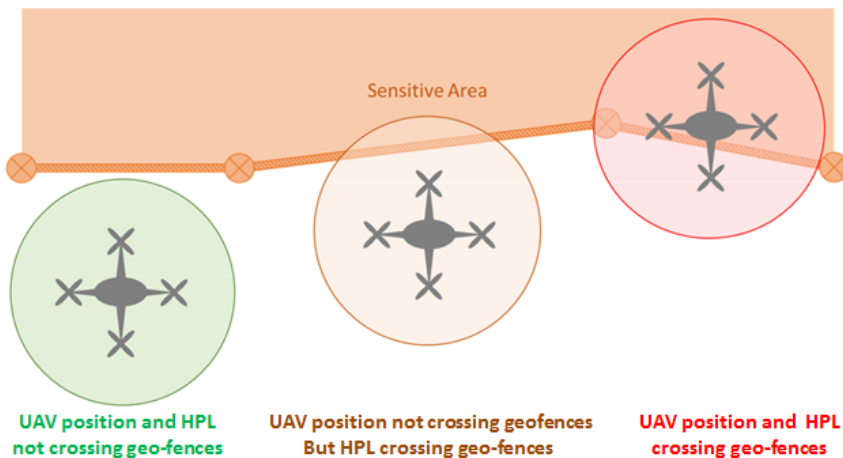 Sensitive Area
UAV position and HPL
not crossing geo-fences
UAV position not crossing geofences
But HPL crossing geo-fences
UAV position and HPL
crossing geo-fences